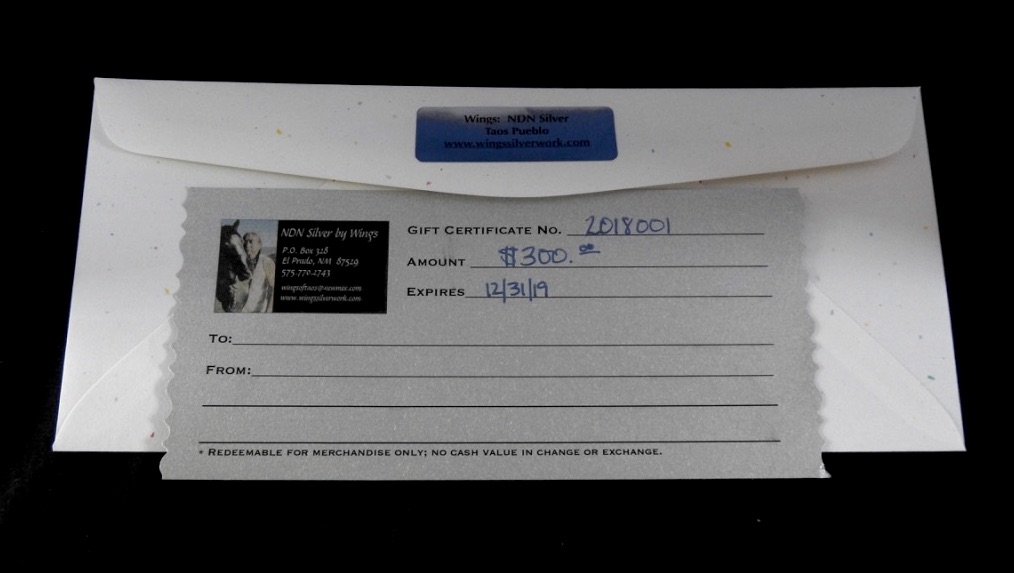 Wings: NDN Silver
Taos Pueblo
www.wingssilverwork.com
NDN Silver by Wings
P.O. Box 328
El Prado, NM 87529
575-770-2743
wingsoftaos@newmex.com
www.wingssilverwork.com
GIFT CERTIFICATE NO. 2018001
AMOUNT $300.00
EXPIRES 12/31/19
TO:
FROM:
* REDEEMABLE FOR MERCHANDISE ONLY; NO CASH VALUE IN CHANGE OR EXCHANGE.